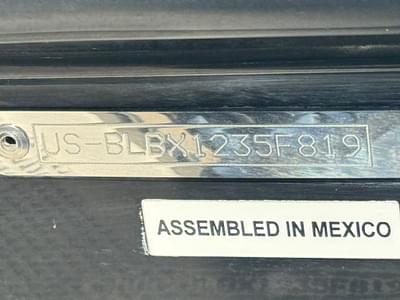 US-BLBX1235F819
ASSEMBLED IN MEXICO